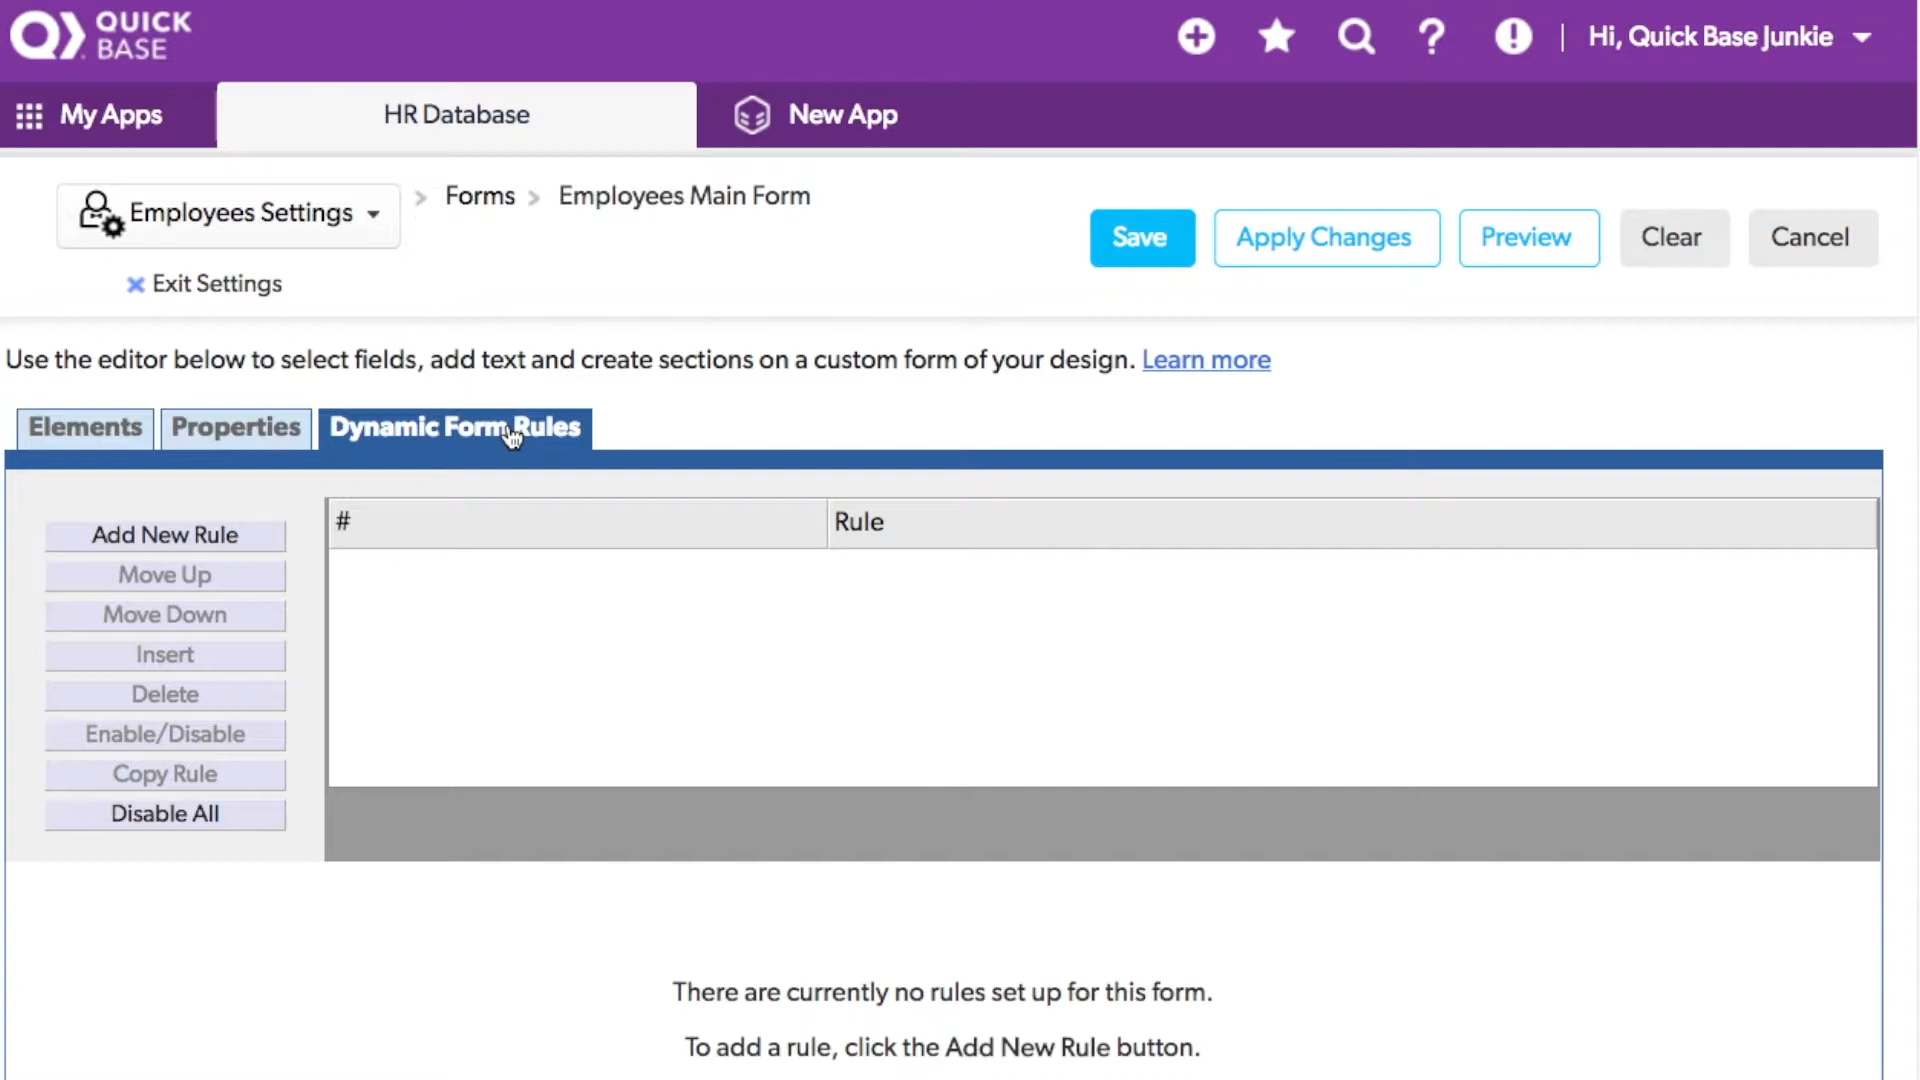 QUICK
BASE
Hi, Quick Base Junkie
My Apps
HR Database
New App
Employees Settings
Forms
Employees Main Form
Save
Apply Changes
Preview
Clear
Cancel
Exit Settings
Use the editor below to select fields, add text and create sections on a custom form of your design. Learn more
Elements
Properties
Dynamic Form Rules
# Rule
Add New Rule
Move Up
Move Down
Insert
Delete
Enable/Disable
Copy Rule
Disable All
There are currently no rules set up for this form.
To add a rule, click the Add New Rule button.